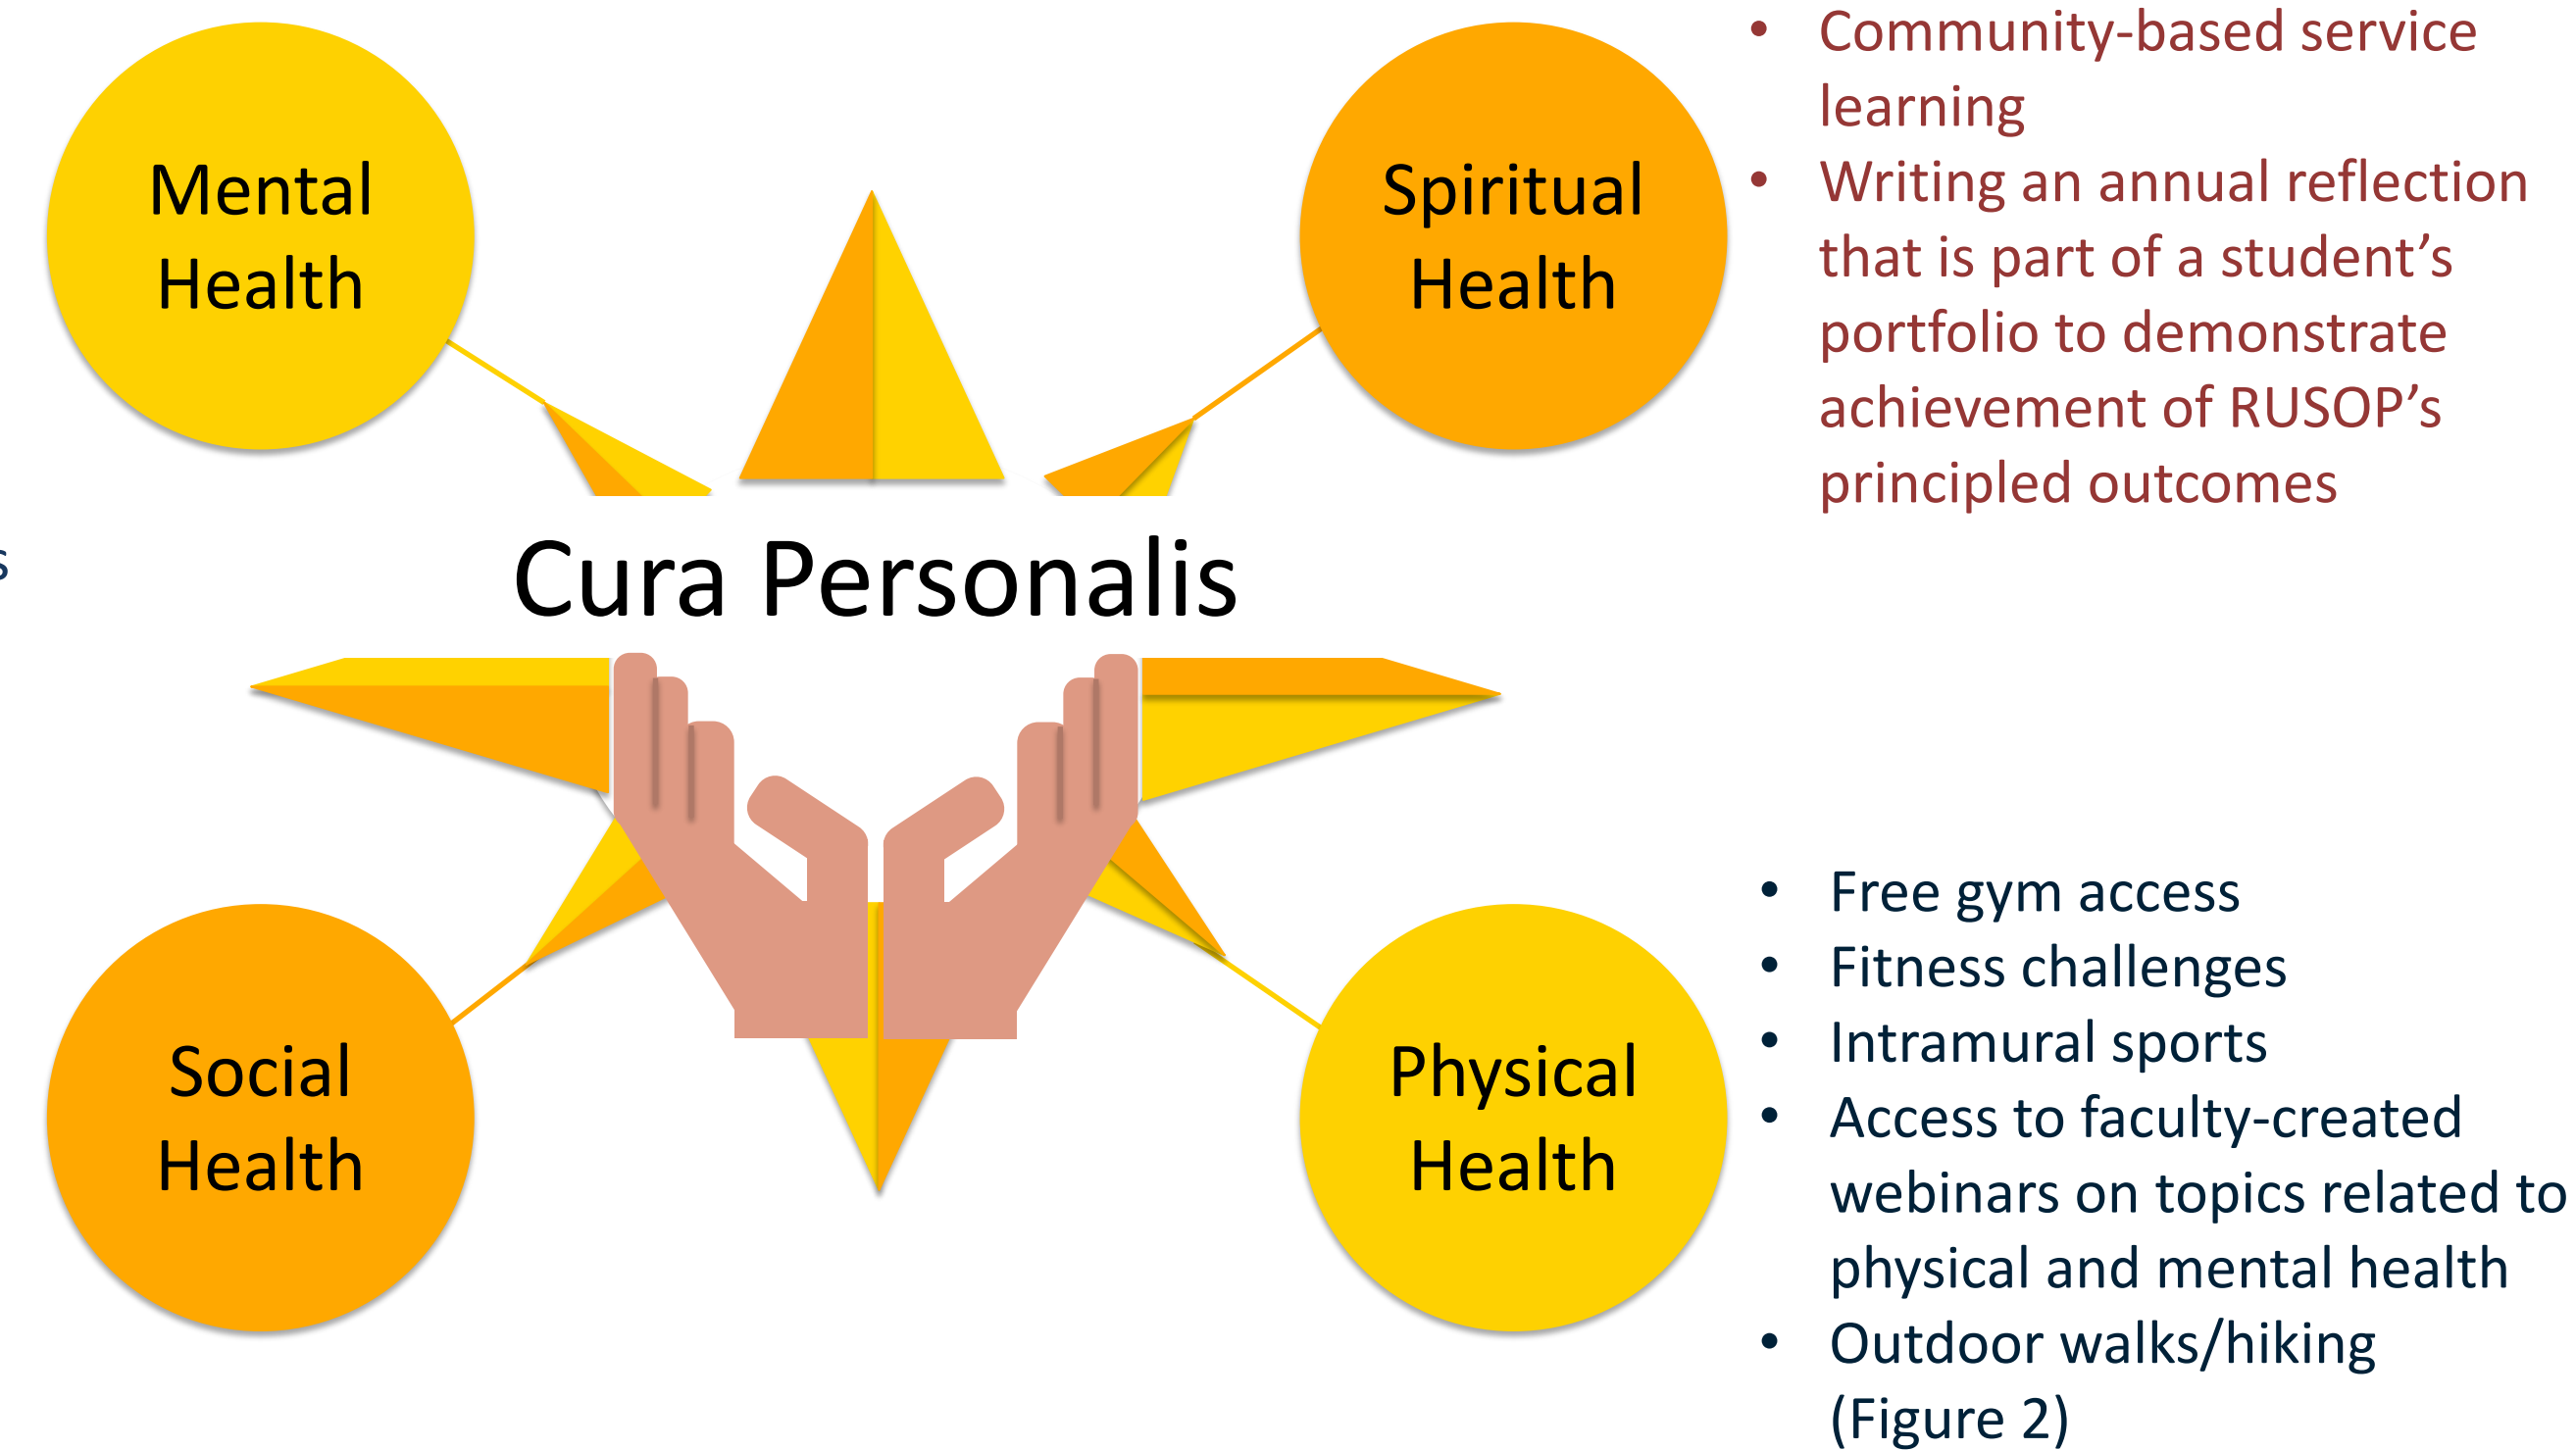 Mental
Health
Spiritual
Health
• Community-based service
learning
• Writing an annual reflection
that is part of a student’s
portfolio to demonstrate
achievement of RUSOP’s
principled outcomes
Cura Personalis
Social
Health
Physical
Health
• Free gym access
• Fitness challenges
• Intramural sports
• Access to faculty-created
webinars on topics related to
physical and mental health
• Outdoor walks/hiking
(Figure 2)